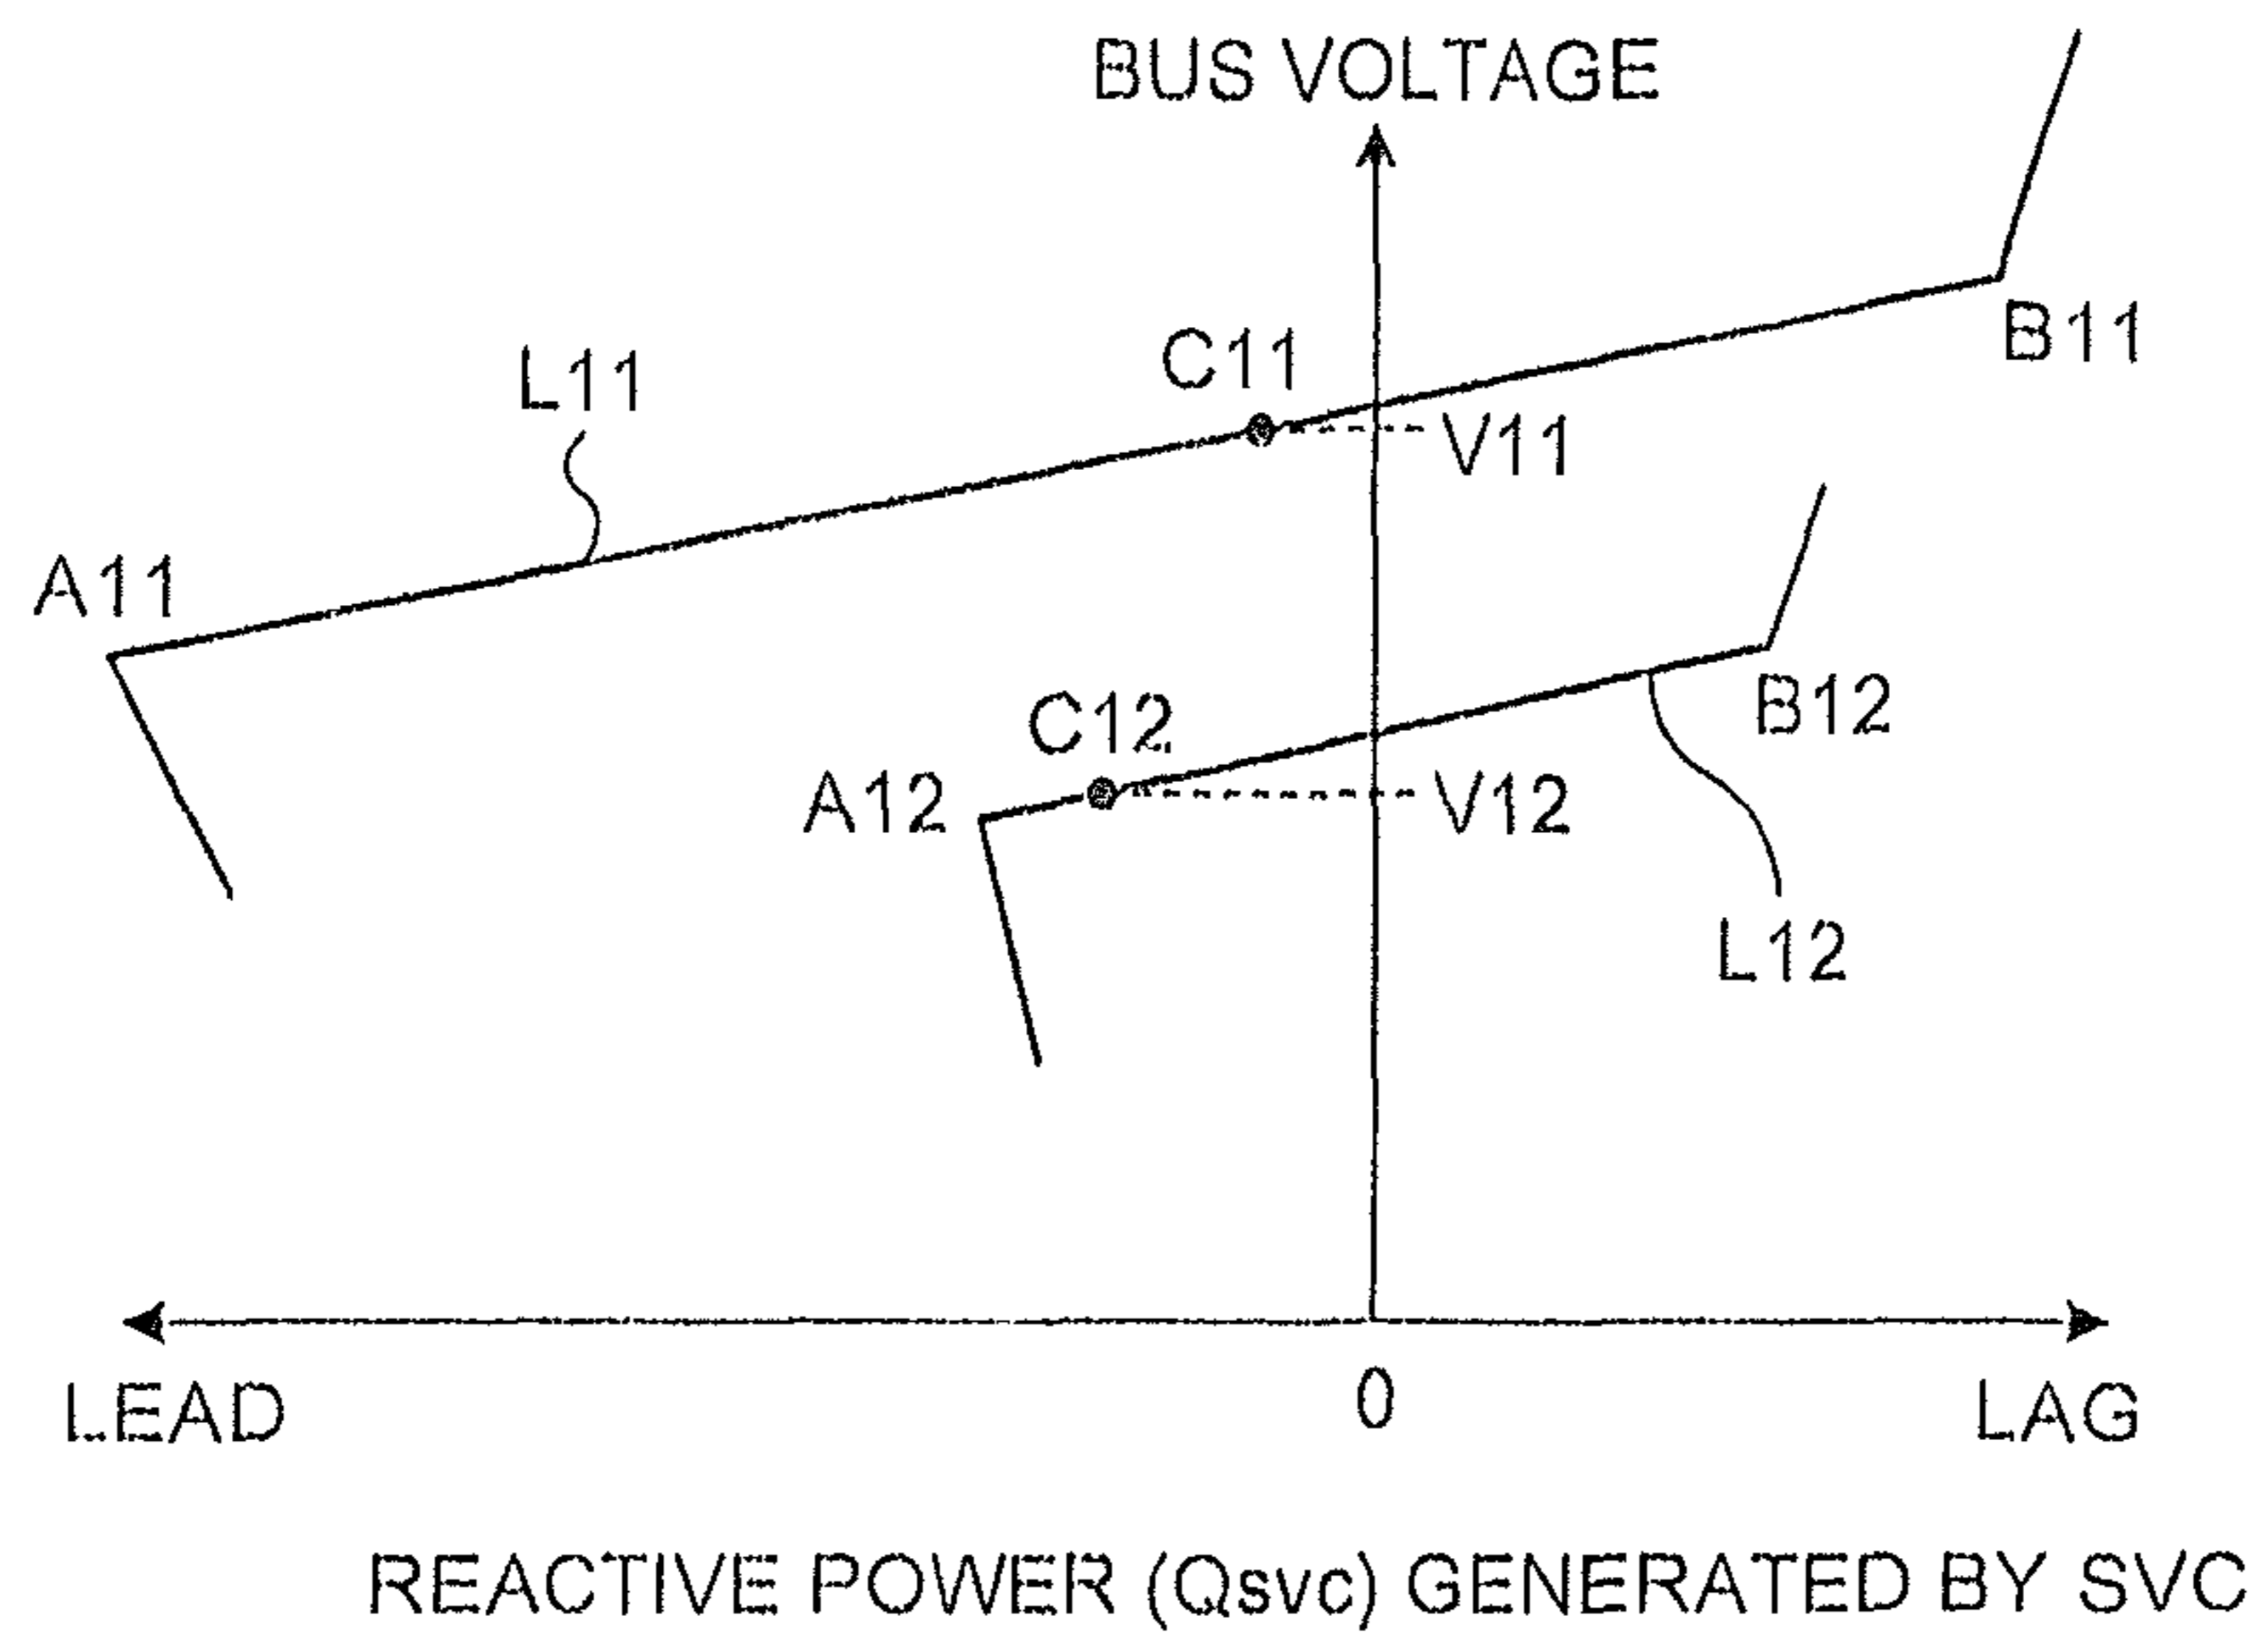 BUS VOLTAGE
L11
C11
B11
V11
A11
C12
B12
A12
V12
L12
LEAD
0
LAG
REACTIVE POWER (Qsvc) GENERATED BY SVC